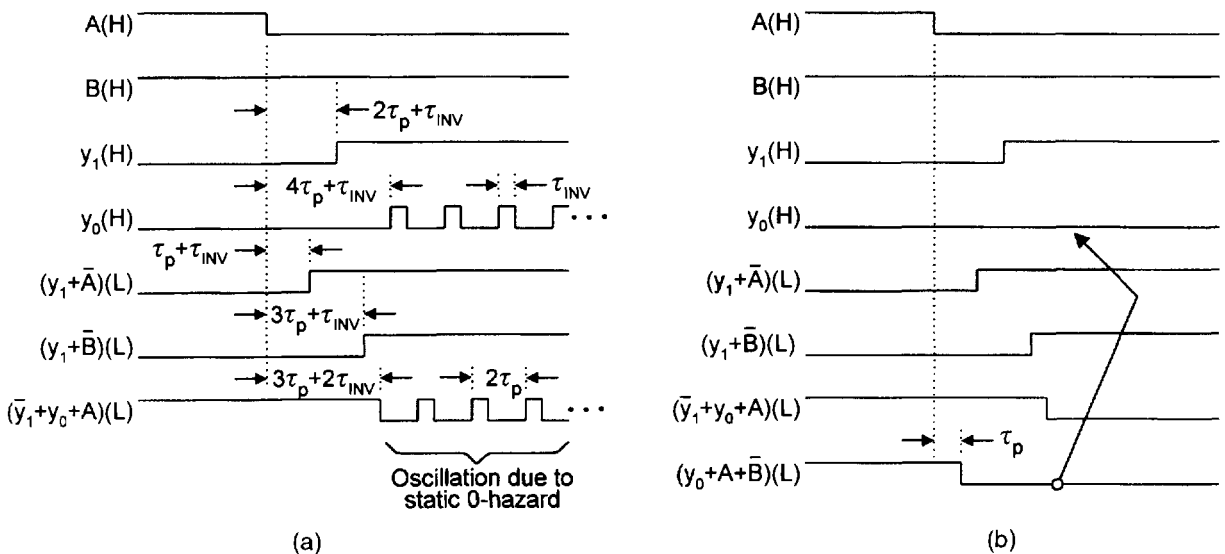 A(H)
B(H)
2τp+τINV
y1(H)
4τp+τINV
τINV
y0(H)
τp+τINV
(y1+Ā)(L)
3τp+τINV
(y1+B̄)(L)
3τp+2τINV
2τp
(ȳ1+y0+A)(L)
Oscillation due to
static 0-hazard
(a)
A(H)
B(H)
y1(H)
y0(H)
(y1+Ā)(L)
(y1+B̄)(L)
(ȳ1+y0+A)(L)
τp
(y0+A+B̄)(L)
(b)